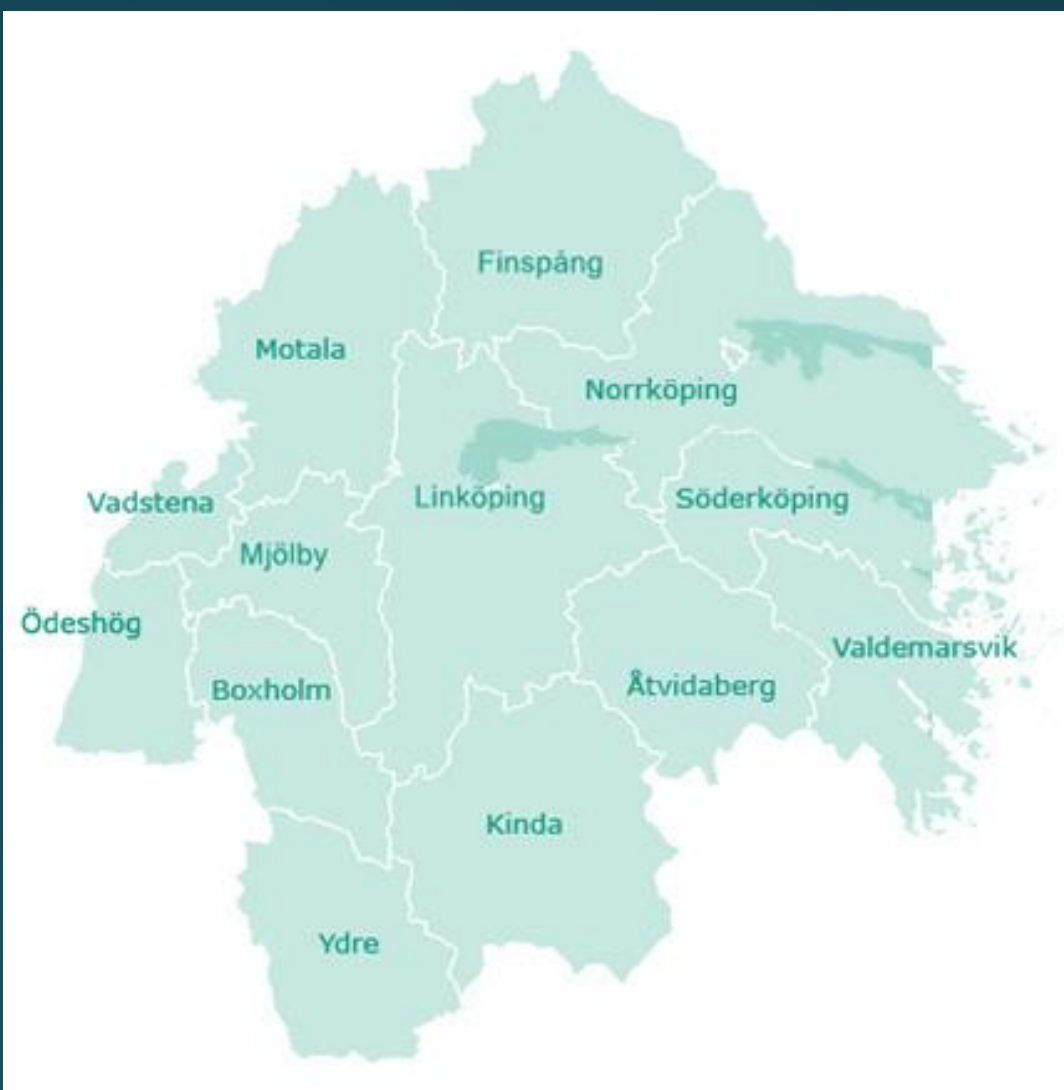 Finspång
Motala
Norrköping
Vadstena
Linköping
Söderköping
Mjölby
Ödeshög
Valdemarsvik
Boxholm
Åtvidaberg
Kinda
Ydre